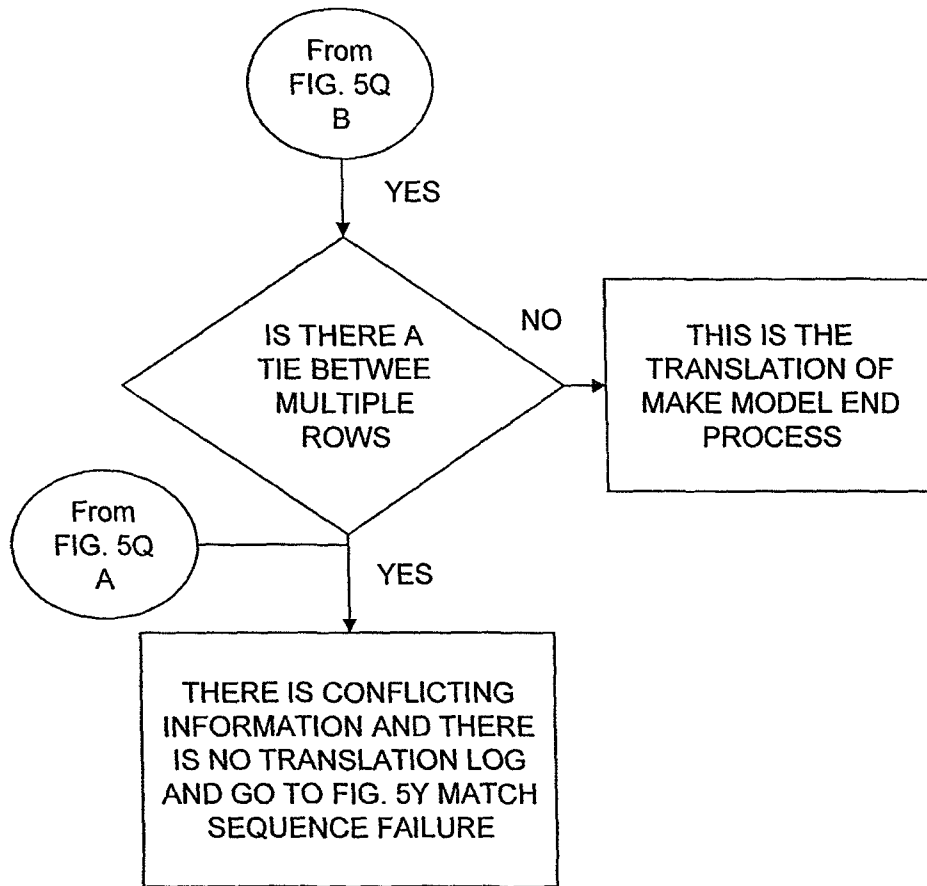 From
FIG. 5Q
B
YES
IS THERE A
TIE BETWEE
MULTIPLE
ROWS
NO
THIS IS THE
TRANSLATION OF
MAKE MODEL END
PROCESS
From
FIG. 5Q
A
YES
THERE IS CONFLICTING
INFORMATION AND THERE
IS NO TRANSLATION LOG
AND GO TO FIG. 5Y MATCH
SEQUENCE FAILURE